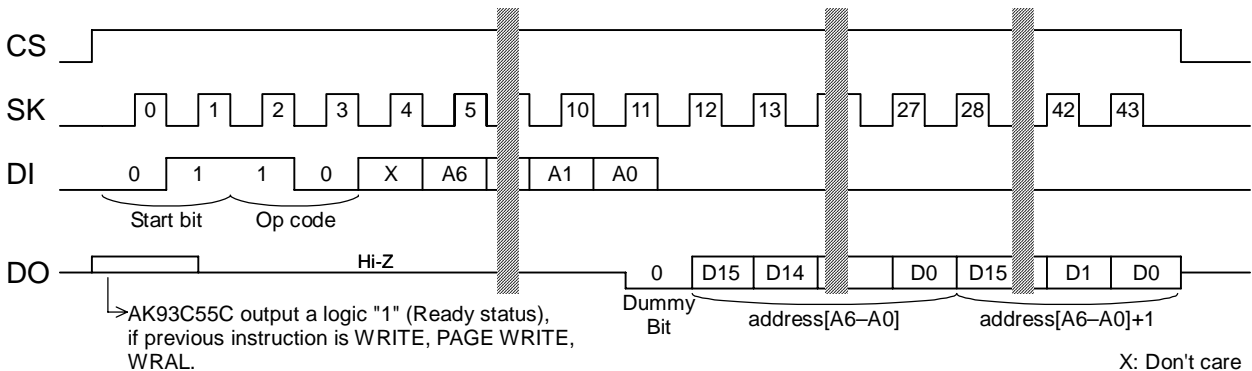 CS
SK 0 1 2 3 4 5 10 11 12 13 27 28 42 43
DI 0 1 1 0 X A6 A1 A0
Start bit Op code
DO Hi-Z 0 D15 D14 D0 D15 D1 D0
Dummy
Bit
address[A6–A0] address[A6–A0]+1
AK93C55C output a logic "1" (Ready status),
if previous instruction is WRITE, PAGE WRITE,
WRAL.
X: Don't care